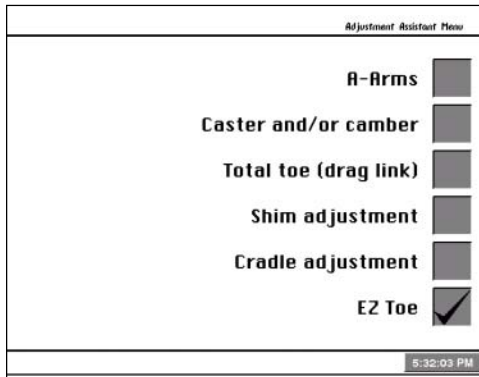 Adjustment Assistant Menu
A-Arms
Caster and/or camber
Total toe (drag link)
Shim adjustment
Cradle adjustment
EZ Toe
5:32:03 PM